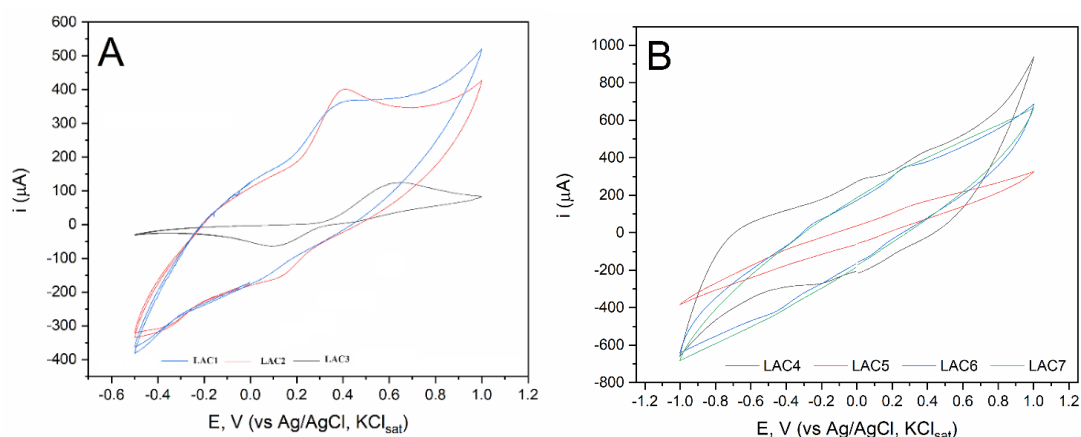 A
600
500
400
300
200
100
0
-100
-200
-300
-400
i (μA)
-0.6 -0.4 -0.2 0.0 0.2 0.4 0.6 0.8 1.0 1.2
LAC1 LAC2 LAC3
E, V (vs Ag/AgCl, KCl_sat)
B
1000
800
600
400
200
0
-200
-400
-600
-800
i (μA)
-1.2 -1.0 -0.8 -0.6 -0.4 -0.2 0.0 0.2 0.4 0.6 0.8 1.0 1.2
LAC4 LAC5 LAC6 LAC7
E, V (vs Ag/AgCl, KCl_sat)